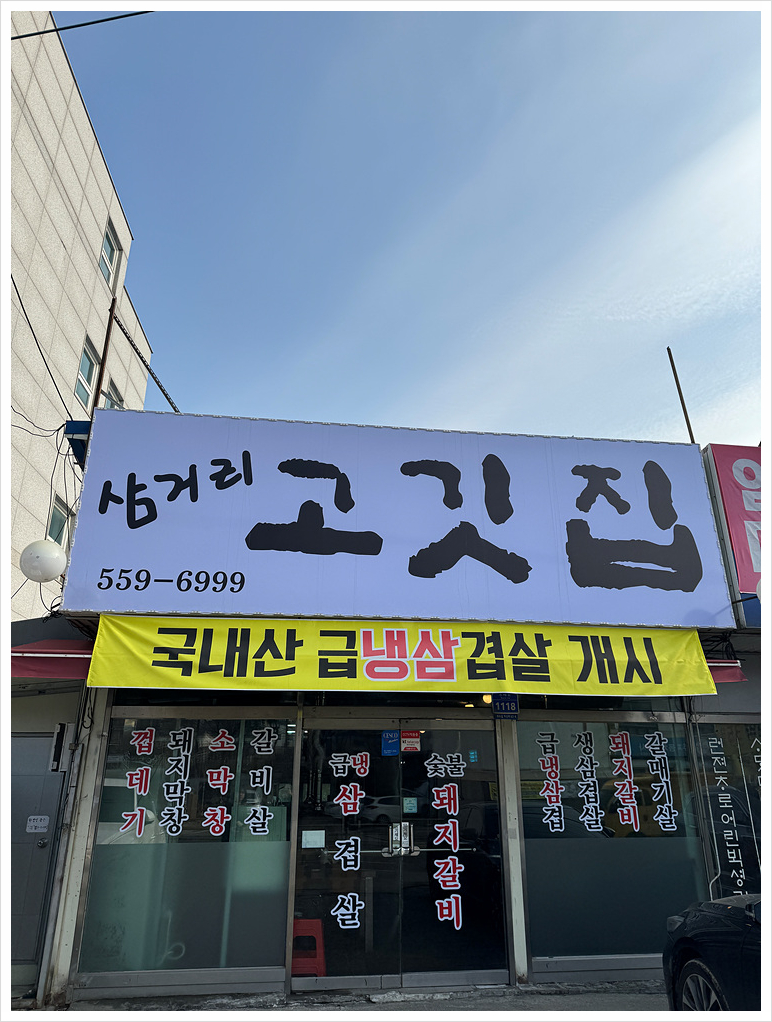 삼거리 고깃집
559-6999
국내산 급냉삼겹살 개시
1118
껍데기
돼지막창
소막창
갈비살
급냉삼겹살
숯불돼지갈비
급냉삼겹
생삼겹살
돼지갈비
갈매기살